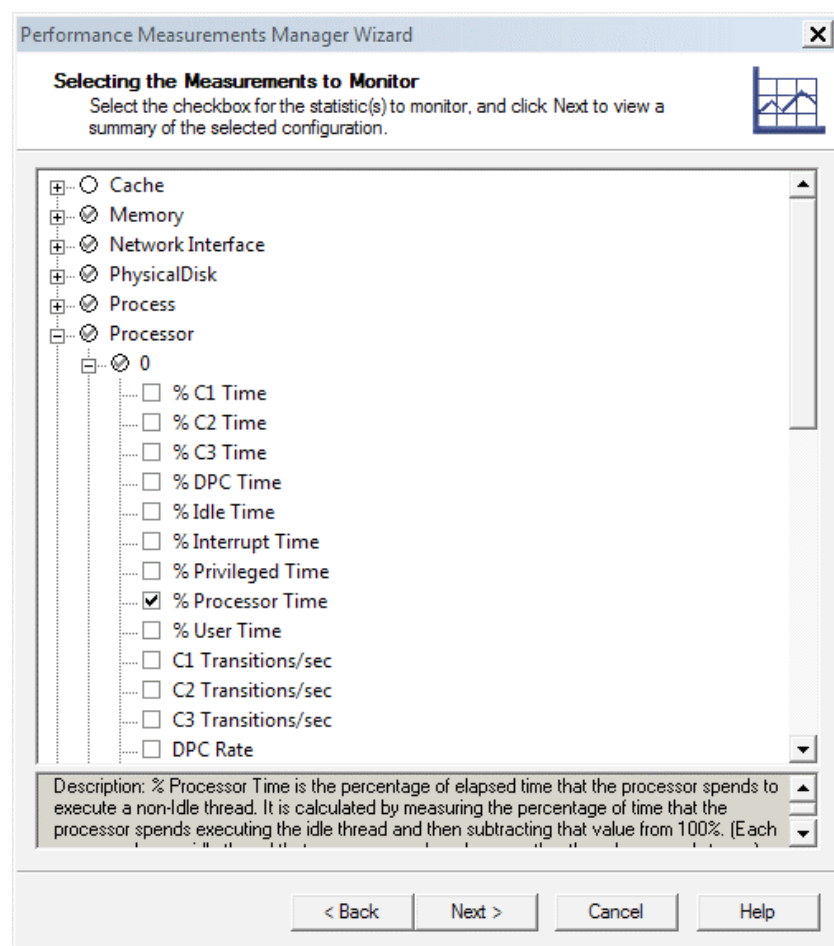 Performance Measurements Manager Wizard
Selecting the Measurements to Monitor
Select the checkbox for the statistic(s) to monitor, and click Next to view a
summary of the selected configuration.
Cache
Memory
Network Interface
PhysicalDisk
Process
Processor
0
% C1 Time
% C2 Time
% C3 Time
% DPC Time
% Idle Time
% Interrupt Time
% Privileged Time
% Processor Time
% User Time
C1 Transitions/sec
C2 Transitions/sec
C3 Transitions/sec
DPC Rate
Description: % Processor Time is the percentage of elapsed time that the processor spends to
execute a non-Idle thread. It is calculated by measuring the percentage of time that the
processor spends executing the idle thread and then subtracting that value from 100%. (Each
< Back
Next >
Cancel
Help